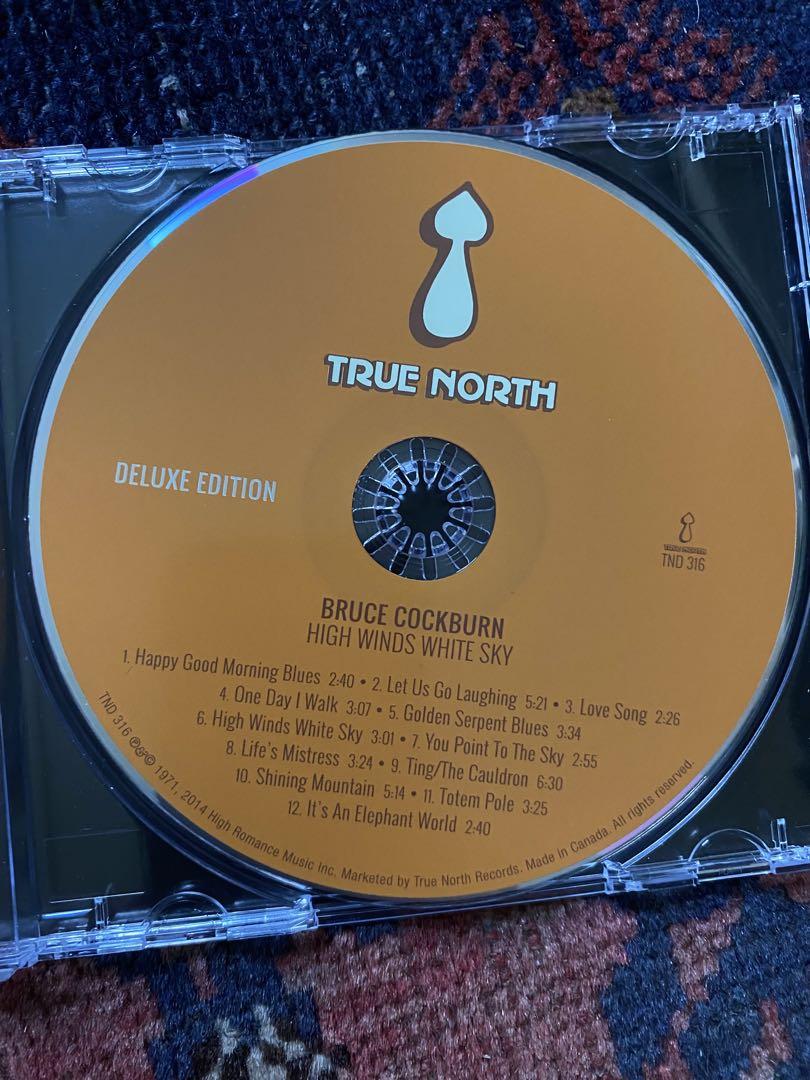 TRUE NORTH
DELUXE EDITION
TRUE NORTH
TND 316
BRUCE COCKBURN
HIGH WINDS WHITE SKY
1. Happy Good Morning Blues 2:40 • 2. Let Us Go Laughing 5:21 • 3. Love Song 2:26
4. One Day I Walk 3:07 • 5. Golden Serpent Blues 3:34
6. High Winds White Sky 3:01 • 7. You Point To The Sky 2:55
8. Life's Mistress 3:24 • 9. Ting/The Cauldron 6:30
10. Shining Mountain 5:14 • 11. Totem Pole 3:25
12. It's An Elephant World 2:40
TND 316 ℗&© 1971, 2014 High Romance Music Inc. Marketed by True North Records. Made in Canada. All rights reserved.